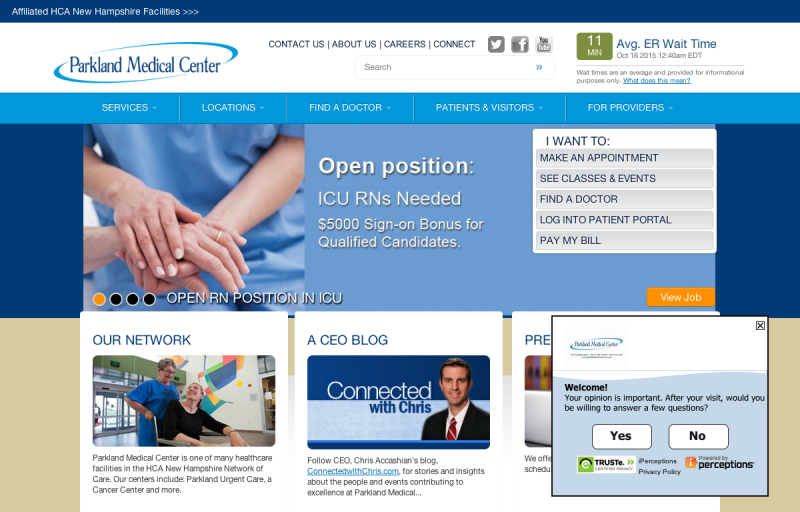 Affiliated HCA New Hampshire Facilities >>>
Parkland Medical Center
CONTACT US | ABOUT US | CAREERS | CONNECT
You
Tube
Search
»
11
MIN
Avg. ER Wait Time
Oct 16 2015 12:40am EDT
Wait times are an average and provided for informational
purposes only. What does this mean?
SERVICES
LOCATIONS
FIND A DOCTOR
PATIENTS & VISITORS
FOR PROVIDERS
Open position:
ICU RNs Needed
$5000 Sign-on Bonus for
Qualified Candidates.
I WANT TO:
MAKE AN APPOINTMENT
SEE CLASSES & EVENTS
FIND A DOCTOR
LOG INTO PATIENT PORTAL
PAY MY BILL
OPEN RN POSITION IN ICU
View Job
OUR NETWORK
Parkland Medical Center is one of many healthcare
facilities in the HCA New Hampshire Network of
Care. Our centers include: Parkland Urgent Care, a
Cancer Center and more.
A CEO BLOG
Connected
with Chris
Follow CEO, Chris Accashian's blog,
ConnectedwithChris.com, for stories and insights
about the people and events contributing to
excellence at Parkland Medical...
PRE
We offe
schedu
Parkland Medical Center
Welcome!
Your opinion is important. After your visit, would you
be willing to answer a few questions?
Yes
No
TRUSTe
CERTIFIED PRIVACY
iPerceptions
Privacy Policy
Powered by
iperceptions